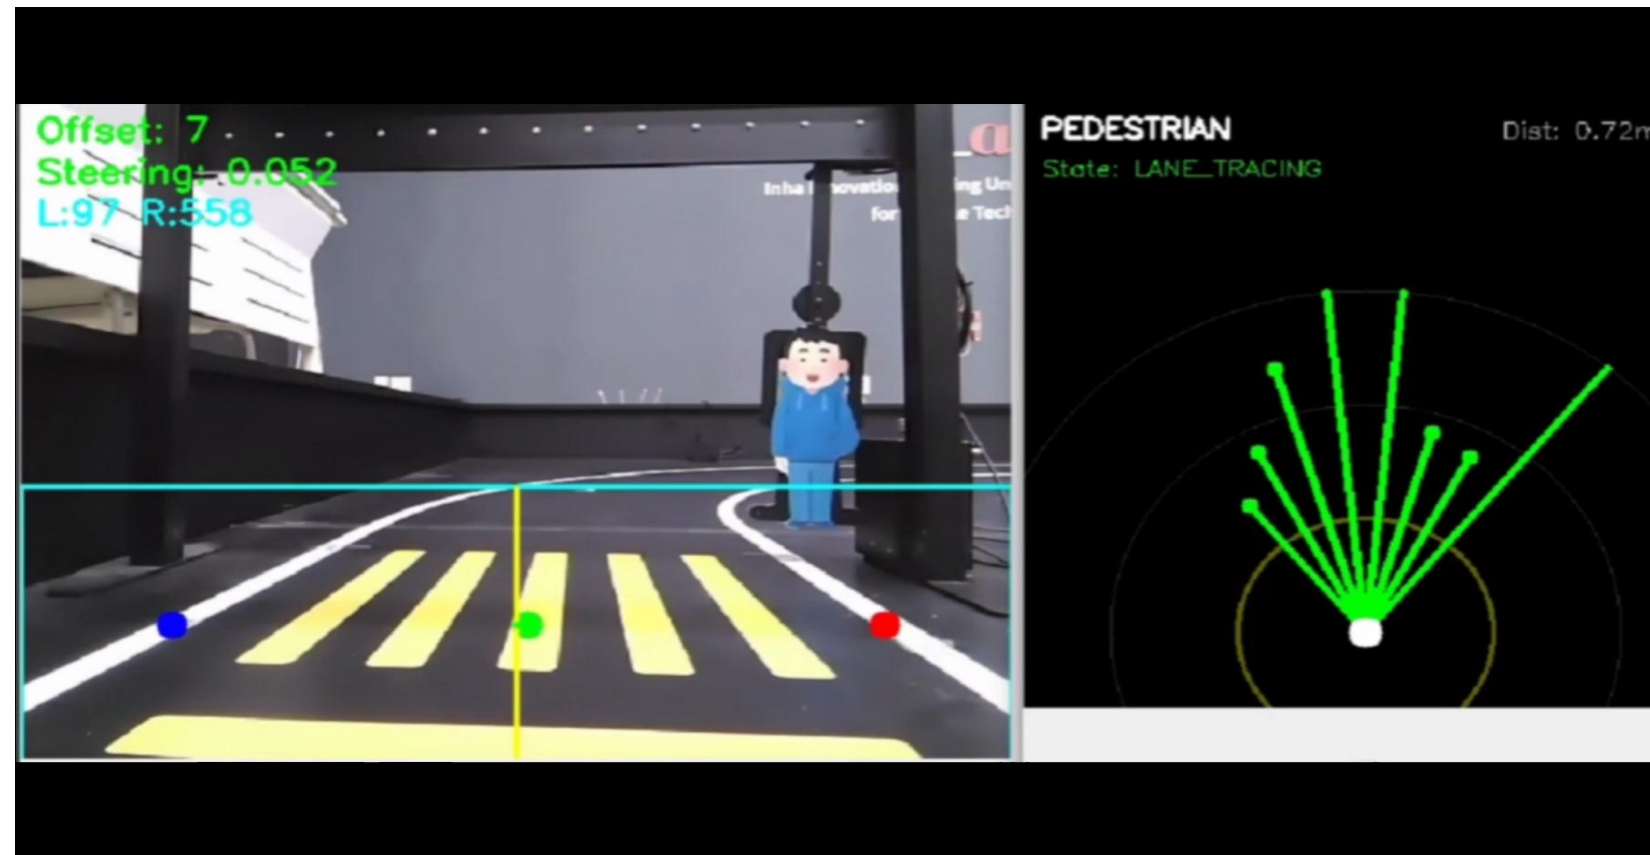 Offset: 7
Steering: 0.052
L:97 R:558
a
Inha
ing Un
for
e Tech
PEDESTRIAN
Dist: 0.72m
State: LANE_TRACING